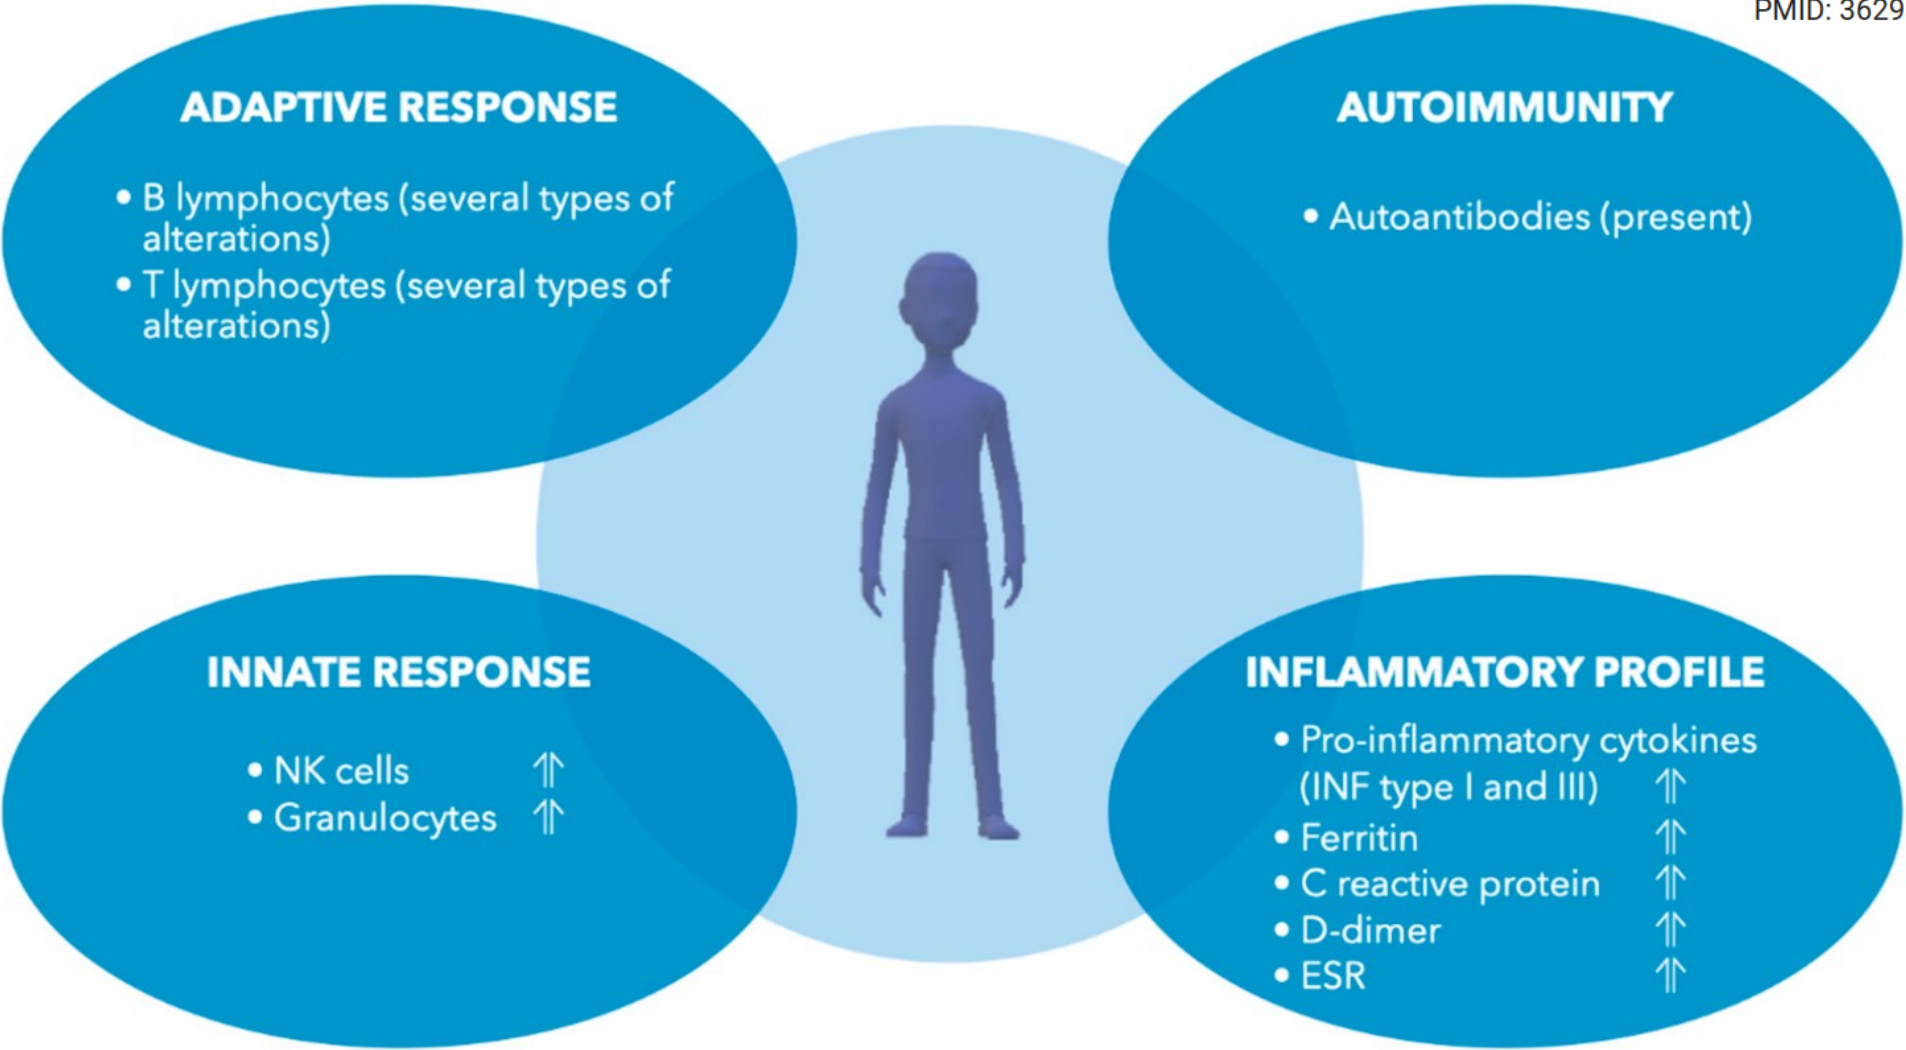 PMID: 3629
ADAPTIVE RESPONSE
• B lymphocytes (several types of
alterations)
• T lymphocytes (several types of
alterations)
AUTOIMMUNITY
• Autoantibodies (present)
INNATE RESPONSE
• NK cells ⥣
• Granulocytes ⥣
INFLAMMATORY PROFILE
• Pro-inflammatory cytokines
(INF type I and III) ⥣
• Ferritin ⥣
• C reactive protein ⥣
• D-dimer ⥣
• ESR ⥣